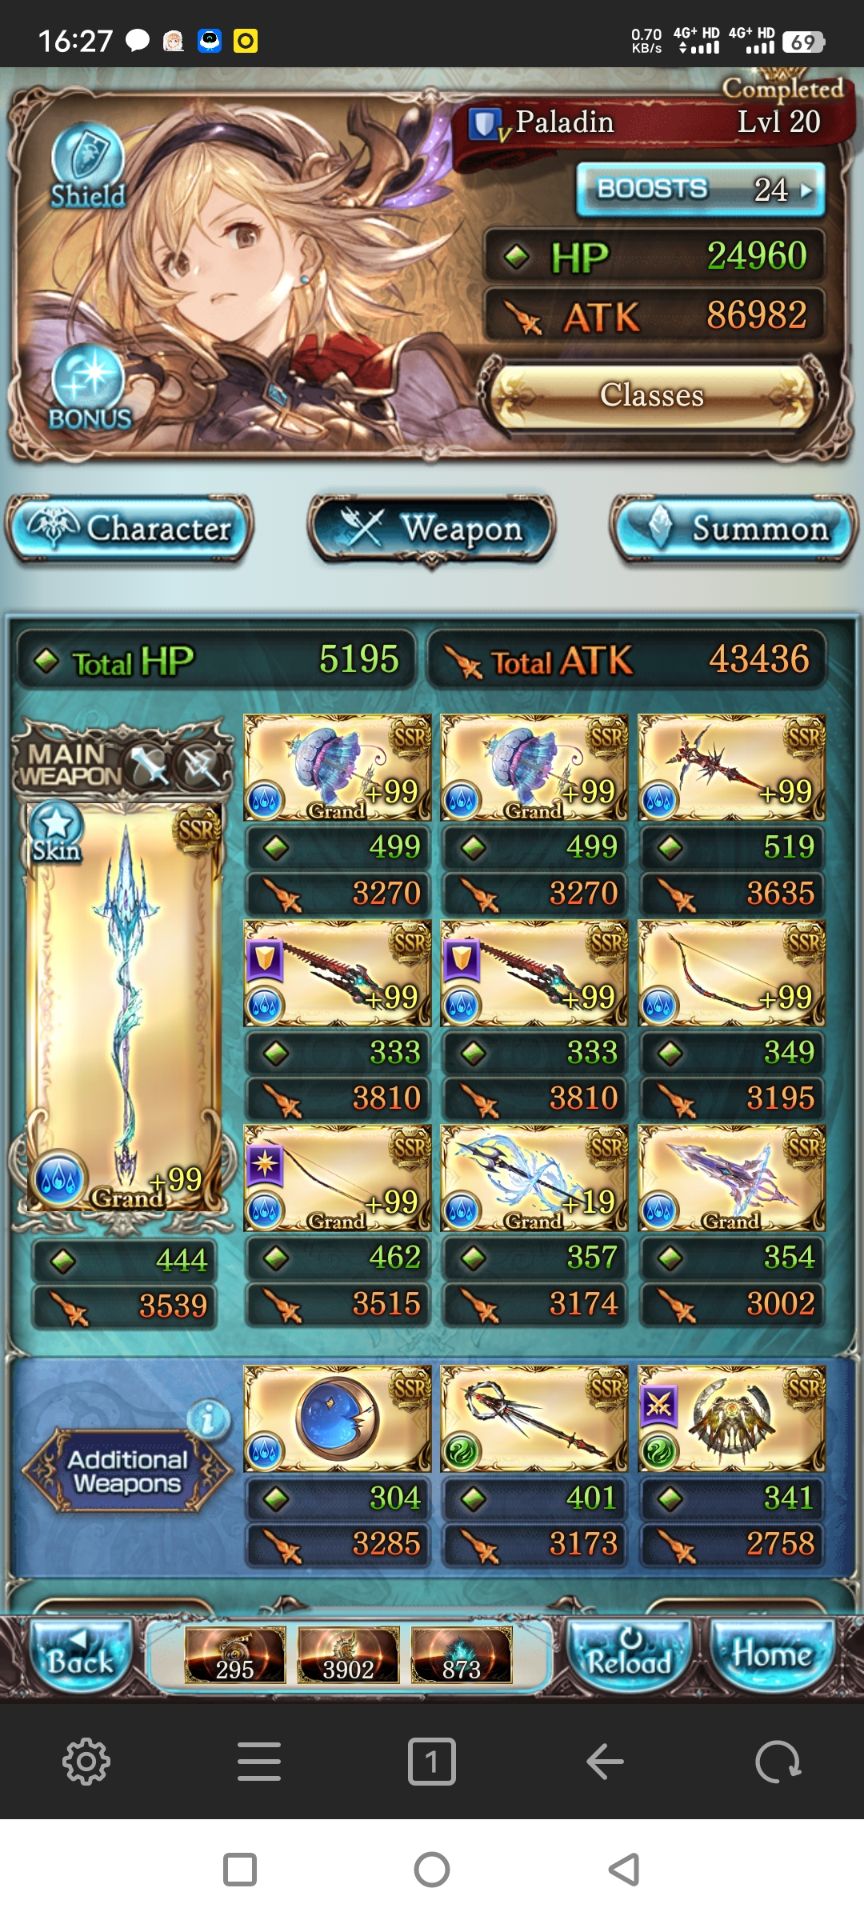 16:27
0.70 KB/s 4G+ HD 4G+ HD 69
Completed
V Paladin Lvl 20
Shield
BOOSTS 24
HP 24960
ATK 86982
BONUS
Classes
Character Weapon Summon
Total HP 5195 Total ATK 43436
MAIN WEAPON
Skin SSR
Grand +99
444
3539
SSR Grand +99 SSR Grand +99 SSR +99
499 499 519
3270 3270 3635
SSR +99 SSR +99 SSR +99
333 333 349
3810 3810 3195
SSR Grand +99 SSR Grand +19 SSR Grand
462 357 354
3515 3174 3002
Additional Weapons i
SSR SSR SSR
304 401 341
3285 3173 2758
Back 295 3902 873 Reload Home
1